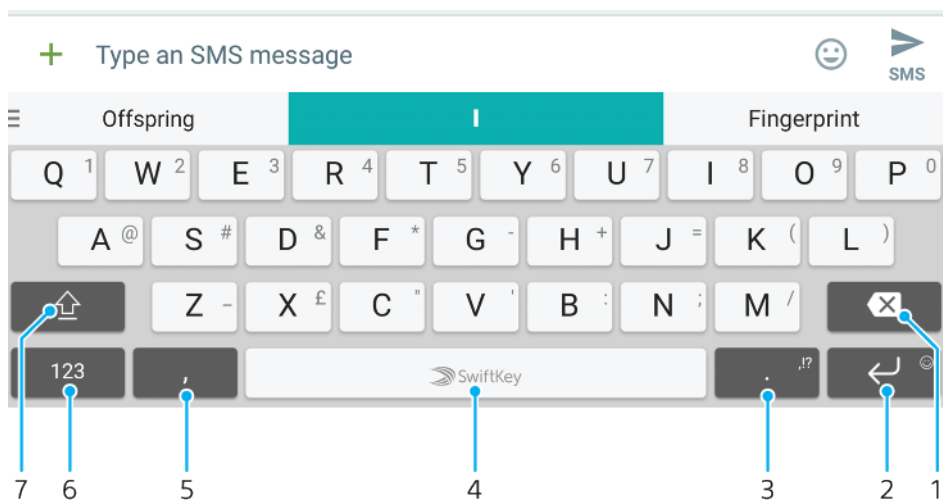 + Type an SMS message SMS
Offspring I Fingerprint
Q 1 W 2 E 3 R 4 T 5 Y 6 U 7 I 8 O 9 P 0
A @ S # D & F * G - H + J = K ( L )
Z _ X £ C " V ' B : N ; M /
123 , SwiftKey . ,!?
7 6 5 4 3 2 1